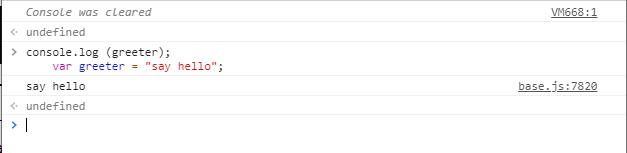 Console was cleared VM668:1
undefined
console.log (greeter);
var greeter = "say hello";
say hello base.js:7820
undefined